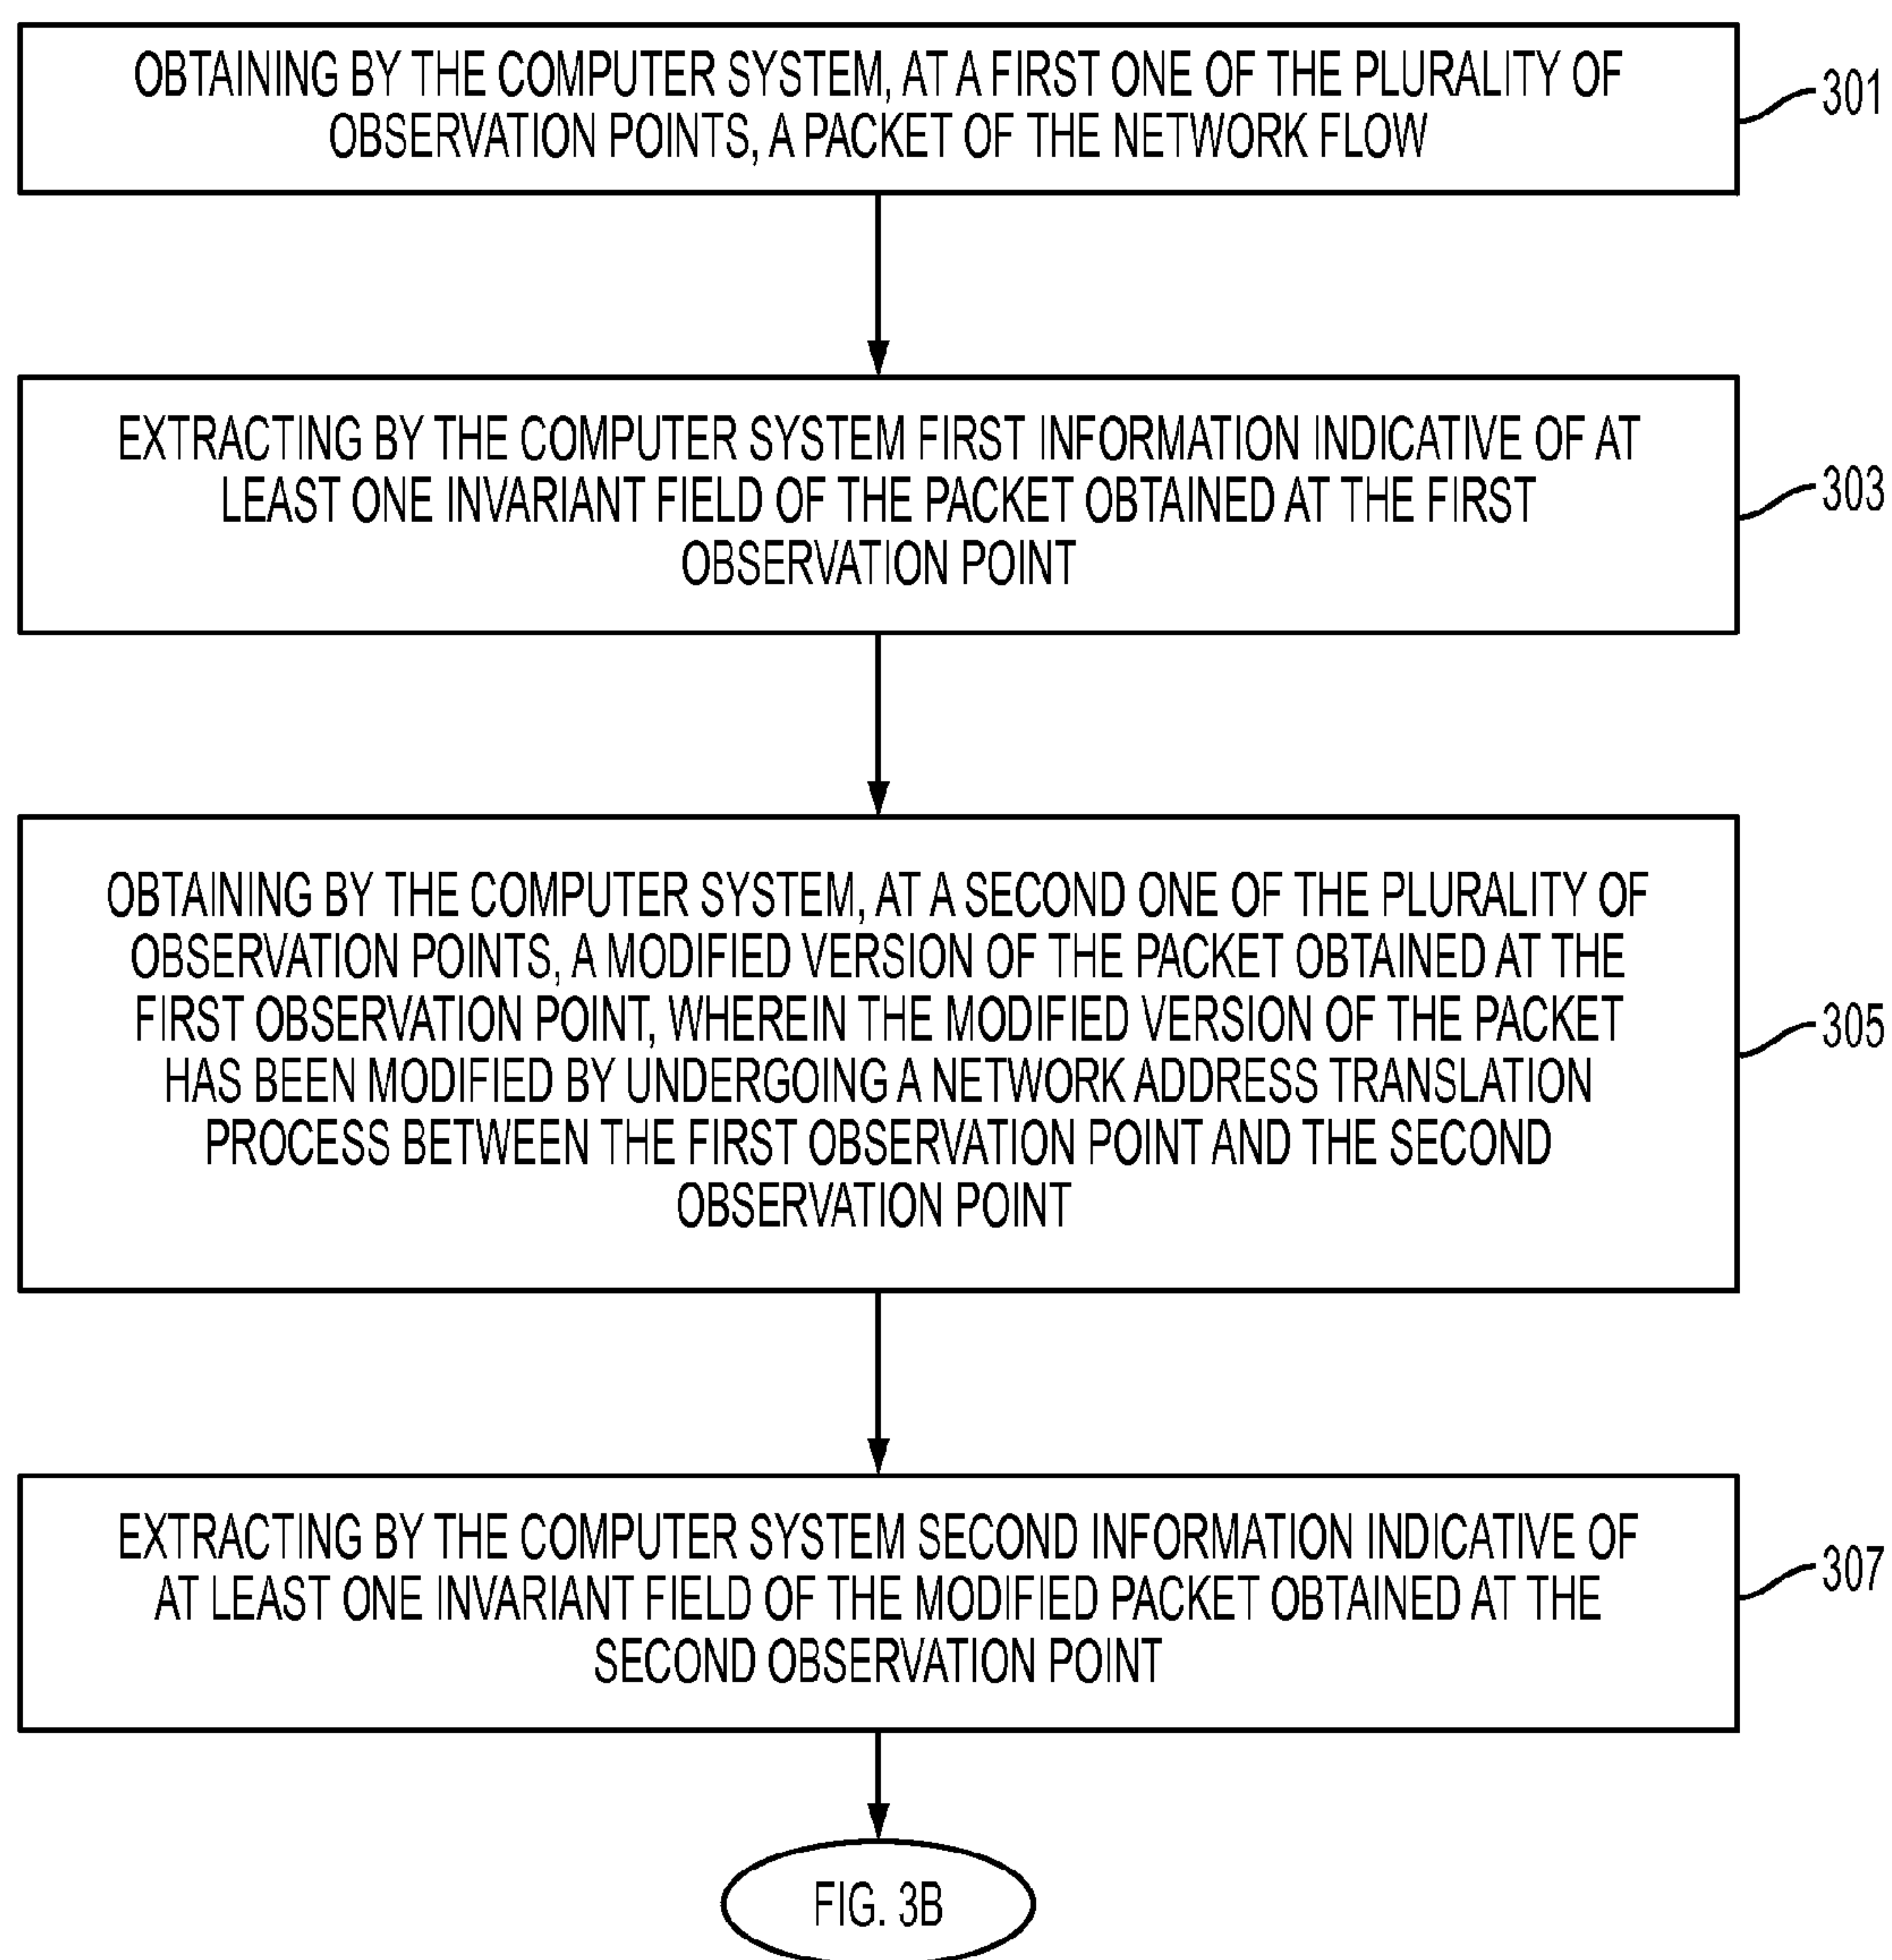 OBTAINING BY THE COMPUTER SYSTEM, AT A FIRST ONE OF THE PLURALITY OF
OBSERVATION POINTS, A PACKET OF THE NETWORK FLOW
301
EXTRACTING BY THE COMPUTER SYSTEM FIRST INFORMATION INDICATIVE OF AT
LEAST ONE INVARIANT FIELD OF THE PACKET OBTAINED AT THE FIRST
OBSERVATION POINT
303
OBTAINING BY THE COMPUTER SYSTEM, AT A SECOND ONE OF THE PLURALITY OF
OBSERVATION POINTS, A MODIFIED VERSION OF THE PACKET OBTAINED AT THE
FIRST OBSERVATION POINT, WHEREIN THE MODIFIED VERSION OF THE PACKET
HAS BEEN MODIFIED BY UNDERGOING A NETWORK ADDRESS TRANSLATION
PROCESS BETWEEN THE FIRST OBSERVATION POINT AND THE SECOND
OBSERVATION POINT
305
EXTRACTING BY THE COMPUTER SYSTEM SECOND INFORMATION INDICATIVE OF
AT LEAST ONE INVARIANT FIELD OF THE MODIFIED PACKET OBTAINED AT THE
SECOND OBSERVATION POINT
307
FIG. 3B